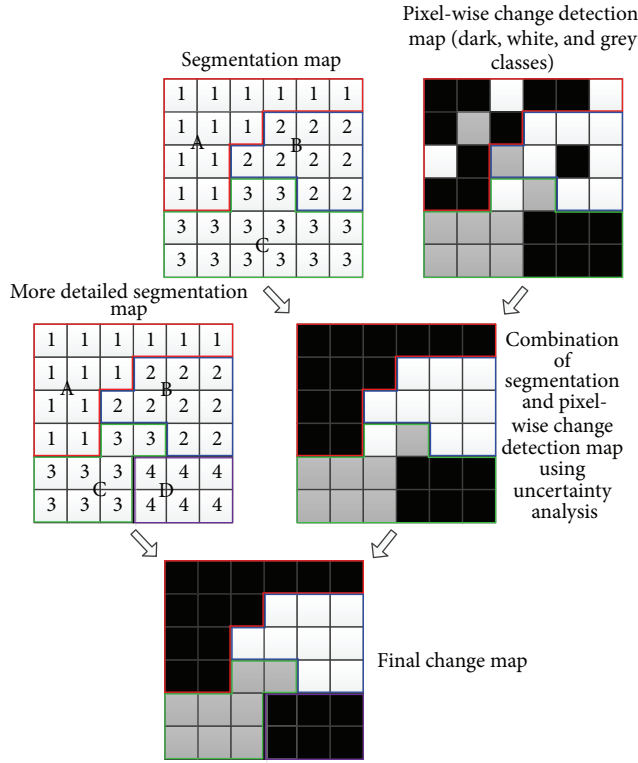 Segmentation map
Pixel-wise change detection
map (dark, white, and grey
classes)
1 1 1 1 1 1
1 1 1 2 2 2
A
B
1 1 2 2 2 2
1 1 3 3 2 2
3 3 3 3 3 3
C
3 3 3 3 3 3
More detailed segmentation
map
1 1 1 1 1 1
1 1 1 2 2 2
A
B
1 1 2 2 2 2
1 1 3 3 2 2
3 3 3 4 4 4
C
D
3 3 3 4 4 4
Combination
of
segmentation
and pixel-
wise change
detection map
using
uncertainty
analysis
Final change map